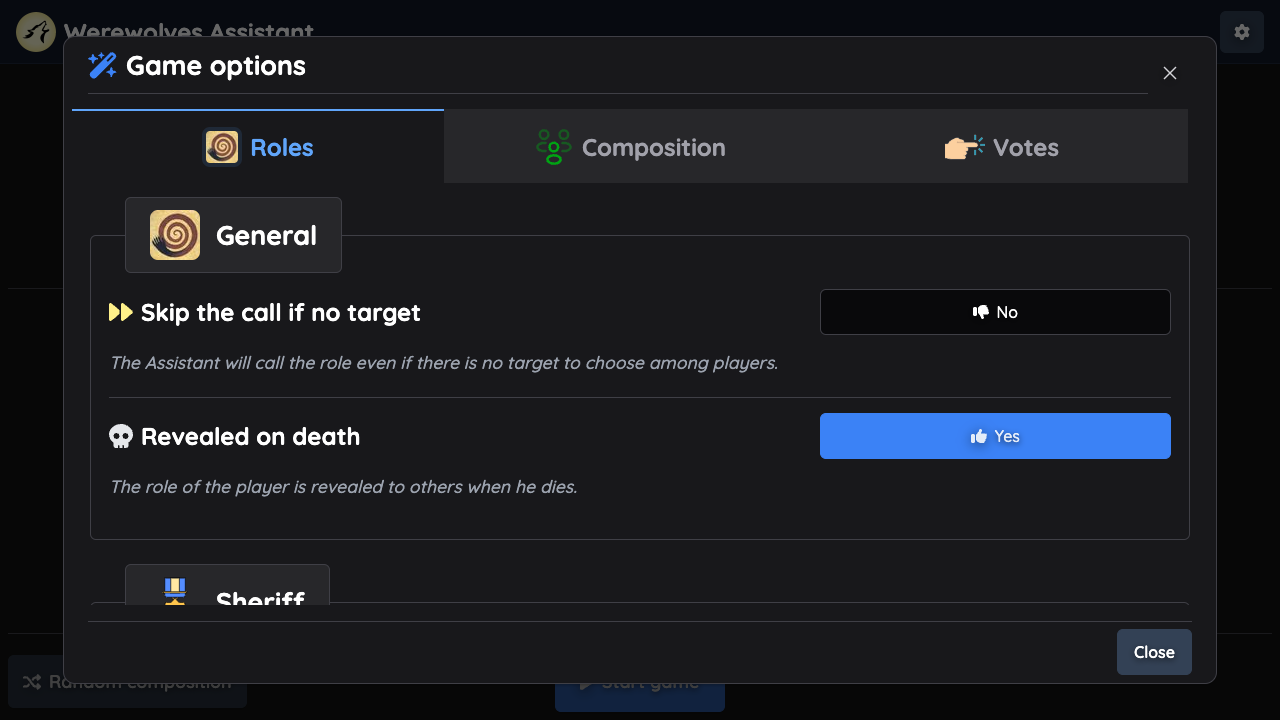 Werewolves Assistant
Game options
Roles
Composition
Votes
General
Skip the call if no target
No
The Assistant will call the role even if there is no target to choose among players.
Revealed on death
Yes
The role of the player is revealed to others when he dies.
Sheriff
Close
Random composition
Start game